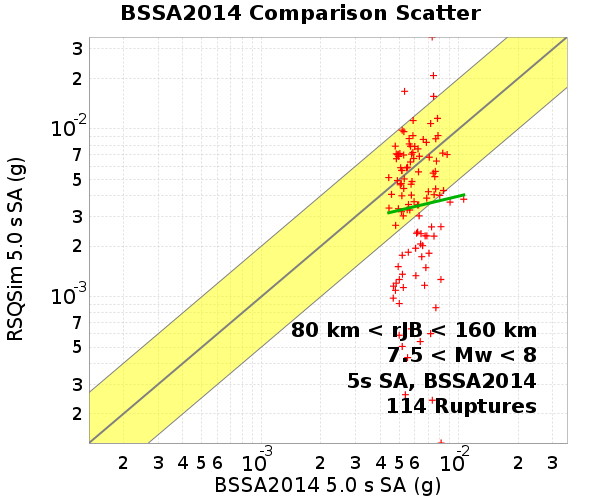 BSSA2014 Comparison Scatter
3
2
10-2
7
5
3
2
10-3
7
5
3
2
RSQSim 5.0 s SA (g)
80 km < rJB < 160 km
7.5 < Mw < 8
5s SA, BSSA2014
114 Ruptures
2 3 4 5 6 10-3 2 3 4 5 6 10-2 2 3
BSSA2014 5.0 s SA (g)